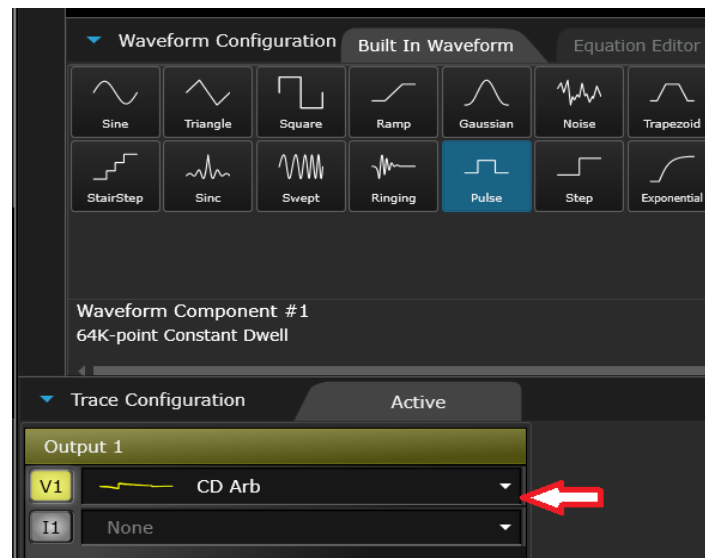 Waveform Configuration Built In Waveform Equation Editor
Sine Triangle Square Ramp Gaussian Noise Trapezoid
StairStep Sinc Swept Ringing Pulse Step Exponential
Waveform Component #1
64K-point Constant Dwell
Trace Configuration Active
Output 1
V1 CD Arb
I1 None